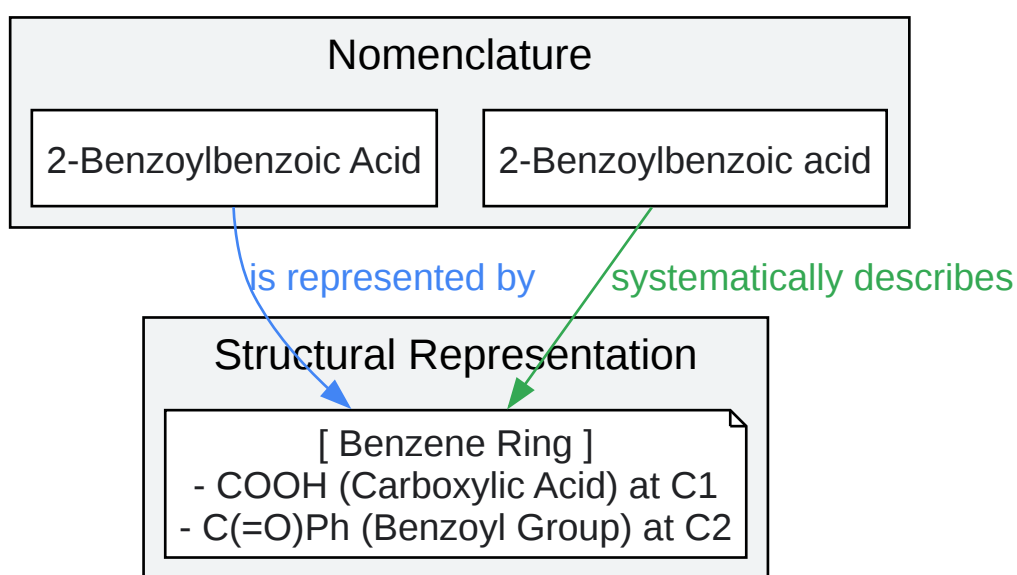 Nomenclature
2-Benzoylbenzoic Acid
2-Benzoylbenzoic acid
is represented by
systematically describes
Structural Representation
[ Benzene Ring ]
- COOH (Carboxylic Acid) at C1
- C(=O)Ph (Benzoyl Group) at C2